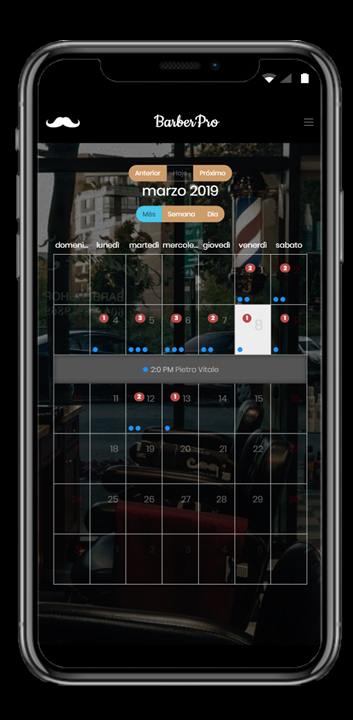 BarberPro
Anterior Hoje Próximo
marzo 2019
Mês Semana Dia
domeni... lunedì martedì mercole... giovedì venerdì sabato
2 1 2
1 4 3 5 3 6 2 7 1 8 1
2:0 PM Pietro Vitale
11 2 12 1 13 14 15
18 19 20 21 22
25 26 27 28 29